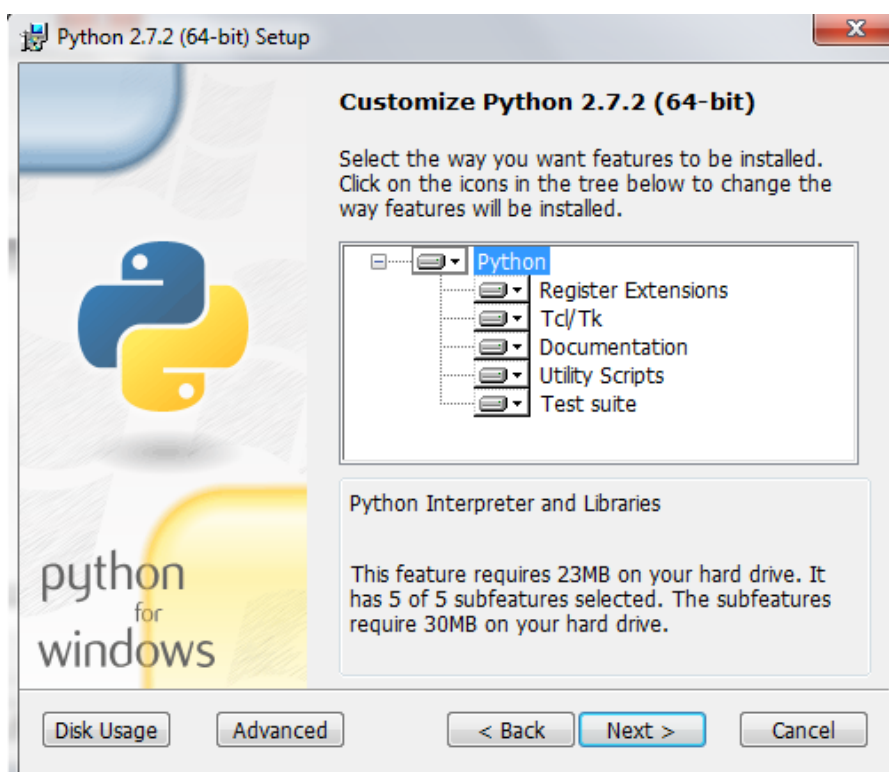 Python 2.7.2 (64-bit) Setup
x
Customize Python 2.7.2 (64-bit)
Select the way you want features to be installed.
Click on the icons in the tree below to change the
way features will be installed.
Python
Register Extensions
Tcl/Tk
Documentation
Utility Scripts
Test suite
Python Interpreter and Libraries
This feature requires 23MB on your hard drive. It
has 5 of 5 subfeatures selected. The subfeatures
require 30MB on your hard drive.
python
for
windows
Disk Usage Advanced < Back Next > Cancel